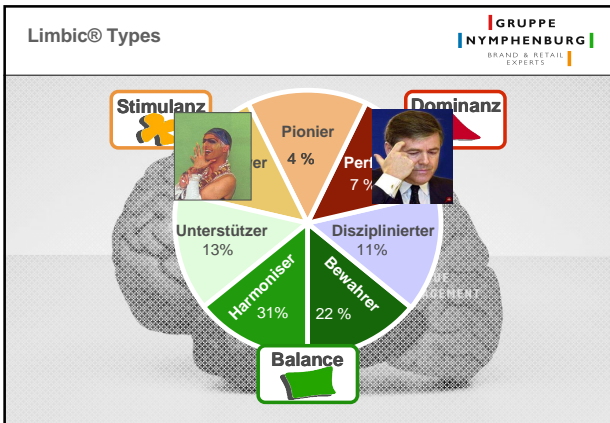 Limbic® Types
GRUPPE
NYMPHENBURG
BRAND & RETAIL
EXPERTS
Stimulanz
Dominanz
Pionier
4 %
7 %
Unterstützer
13%
Disziplinierter
11%
Harmoniser
31%
Bewahrer
22 %
Balance